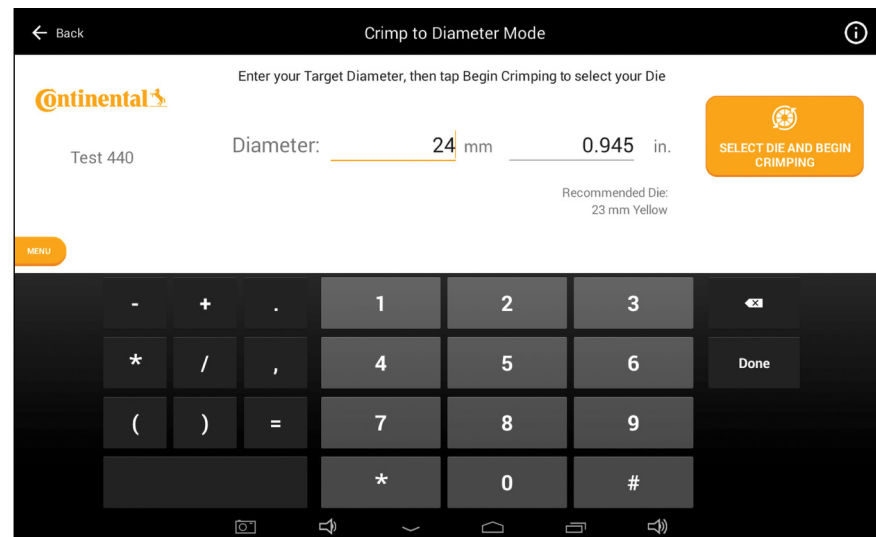 Back
Crimp to Diameter Mode
Enter your Target Diameter, then tap Begin Crimping to select your Die
Continental
Test 440
Diameter: 24 mm 0.945 in.
SELECT DIE AND BEGIN
CRIMPING
Recommended Die:
23 mm Yellow
MENU
- + . 1 2 3
* / , 4 5 6 Done
( ) = 7 8 9
* 0 #